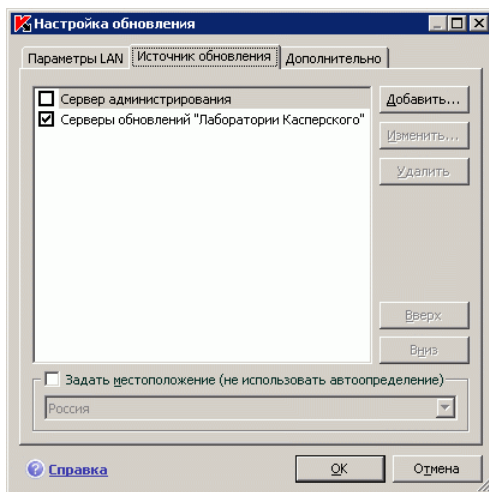 Настройка обновления
Параметры LAN Источник обновления Дополнительно
Сервер администрирования Добавить...
Серверы обновлений "Лаборатории Касперского"
Изменить...
Удалить
Вверх
Вниз
Задать местоположение (не использовать автоопределение)
Россия
Справка OK Отмена